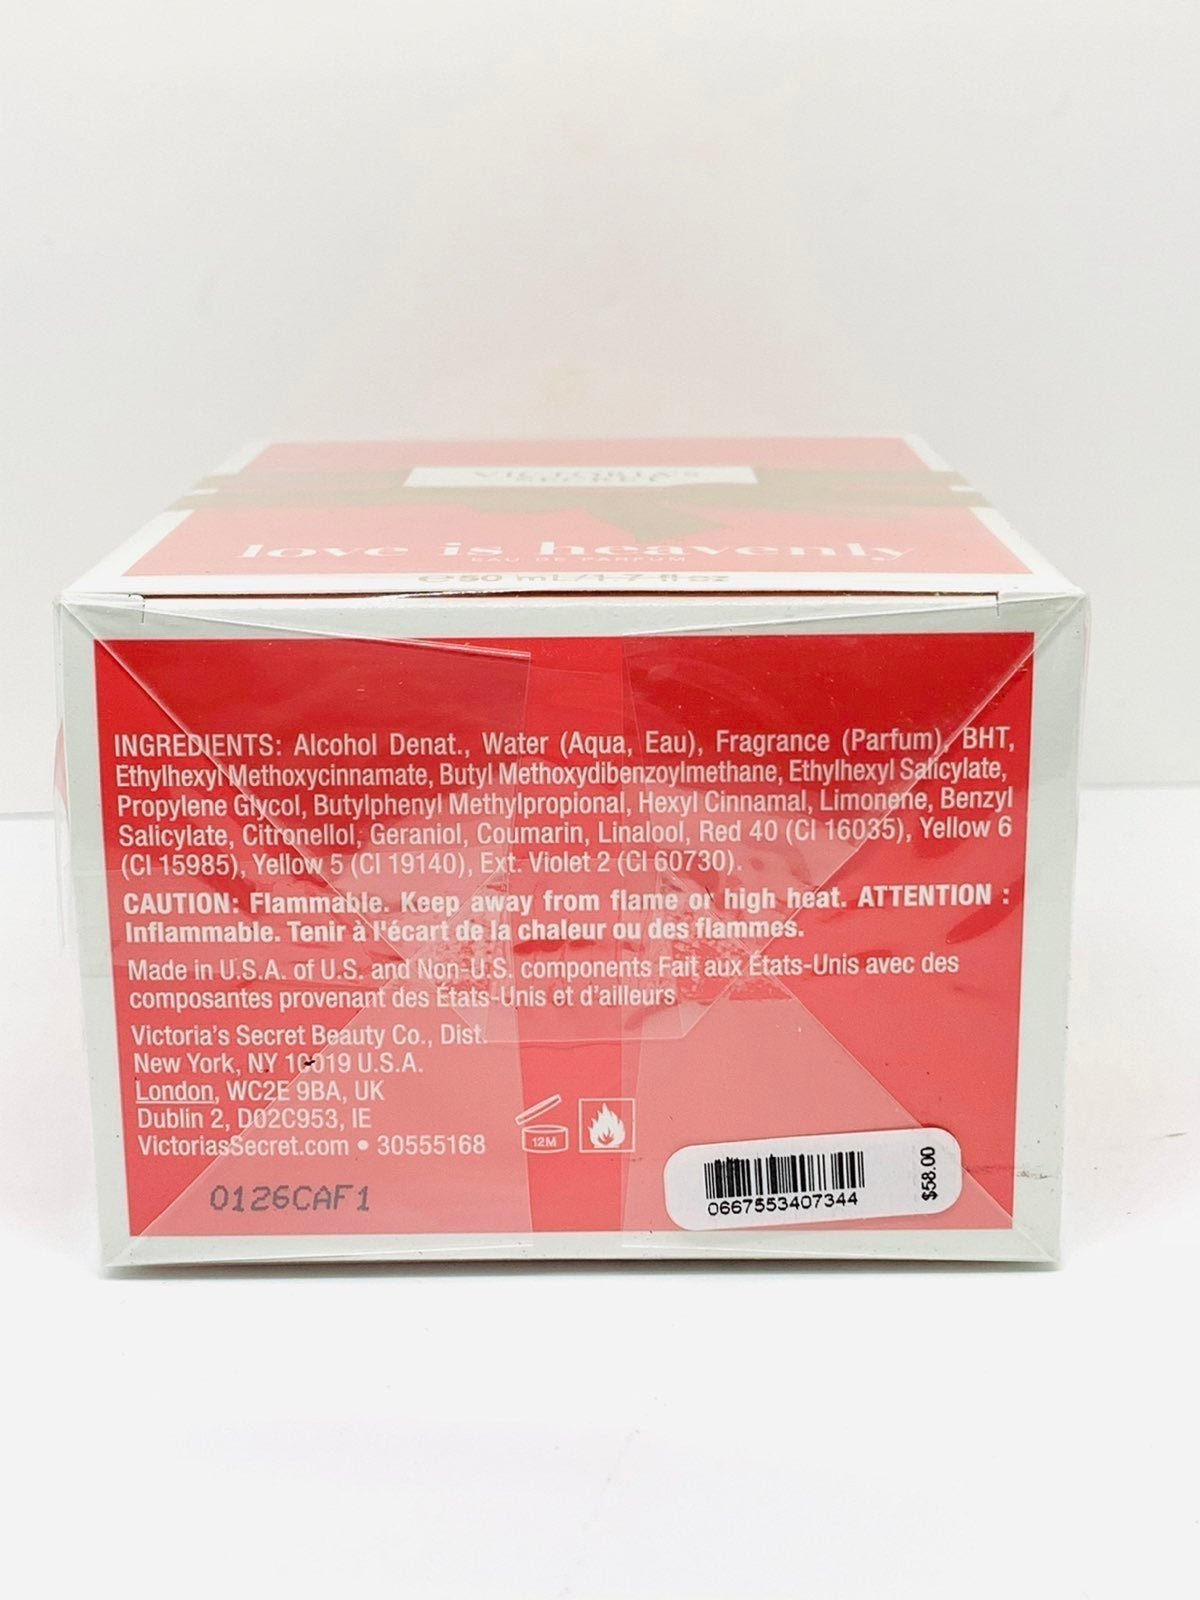 VICTORIA'S
SECRET
love is heavenly
EAU DE PARFUM
e 50 mL/1.7 fl oz
INGREDIENTS: Alcohol Denat., Water (Aqua, Eau), Fragrance (Parfum), BHT,
Ethylhexyl Methoxycinnamate, Butyl Methoxydibenzoylmethane, Ethylhexyl Salicylate,
Propylene Glycol, Butylphenyl Methylpropional, Hexyl Cinnamal, Limonene, Benzyl
Salicylate, Citronellol, Geraniol, Coumarin, Linalool, Red 40 (CI 16035), Yellow 6
(CI 15985), Yellow 5 (CI 19140), Ext. Violet 2 (CI 60730).
CAUTION: Flammable. Keep away from flame or high heat. ATTENTION :
Inflammable. Tenir à l'écart de la chaleur ou des flammes.
Made in U.S.A. of U.S. and Non-U.S. components Fait aux États-Unis avec des
composantes provenant des États-Unis et d'ailleurs
Victoria's Secret Beauty Co., Dist.
New York, NY 10019 U.S.A.
London, WC2E 9BA, UK
Dublin 2, D02C953, IE
VictoriasSecret.com • 30555168
12M
0126CAF1
0667553407344
$58.00